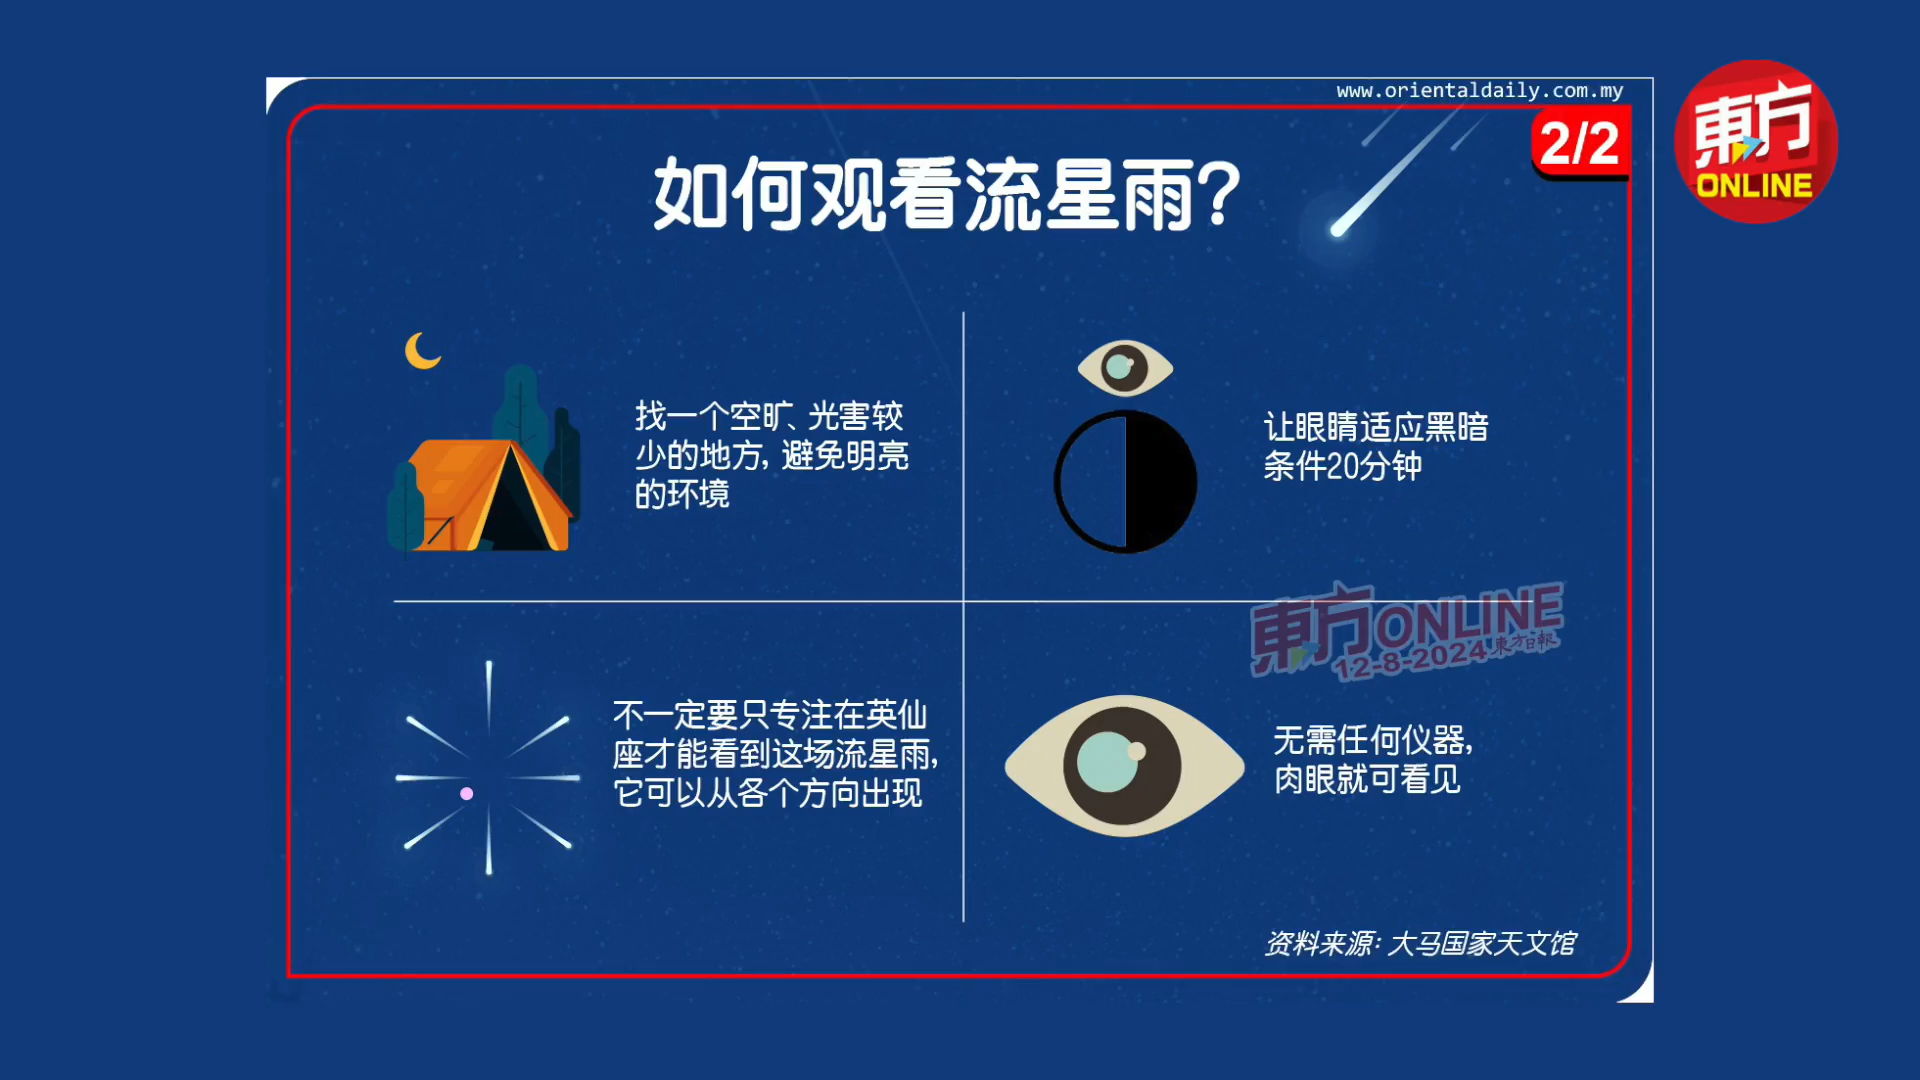 www.orientaldaily.com.my
2/2
東方
ONLINE
如何观看流星雨?
找一个空旷、光害较
少的地方, 避免明亮
的环境
让眼睛适应黑暗
条件20分钟
東方ONLINE
12-8-2024 東方日報
不一定要只专注在英仙
座才能看到这场流星雨,
它可以从各个方向出现
无需任何仪器,
肉眼就可看见
资料来源: 大马国家天文馆